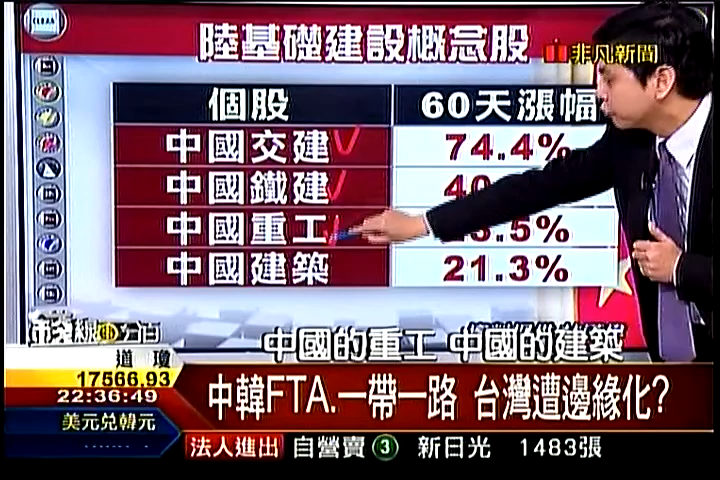 陸基礎建設概念股
非凡新聞
個股 60天漲幅
中國交建 74.4%
中國鐵建 40
中國重工 .5%
中國建築 21.3%
中國的重工 中國的建築
道 瓊
17566.93
22:36:49
中韓FTA.一帶一路 台灣遭邊緣化?
美元兌韓元
法人進出 自營賣 3 新日光 1483張